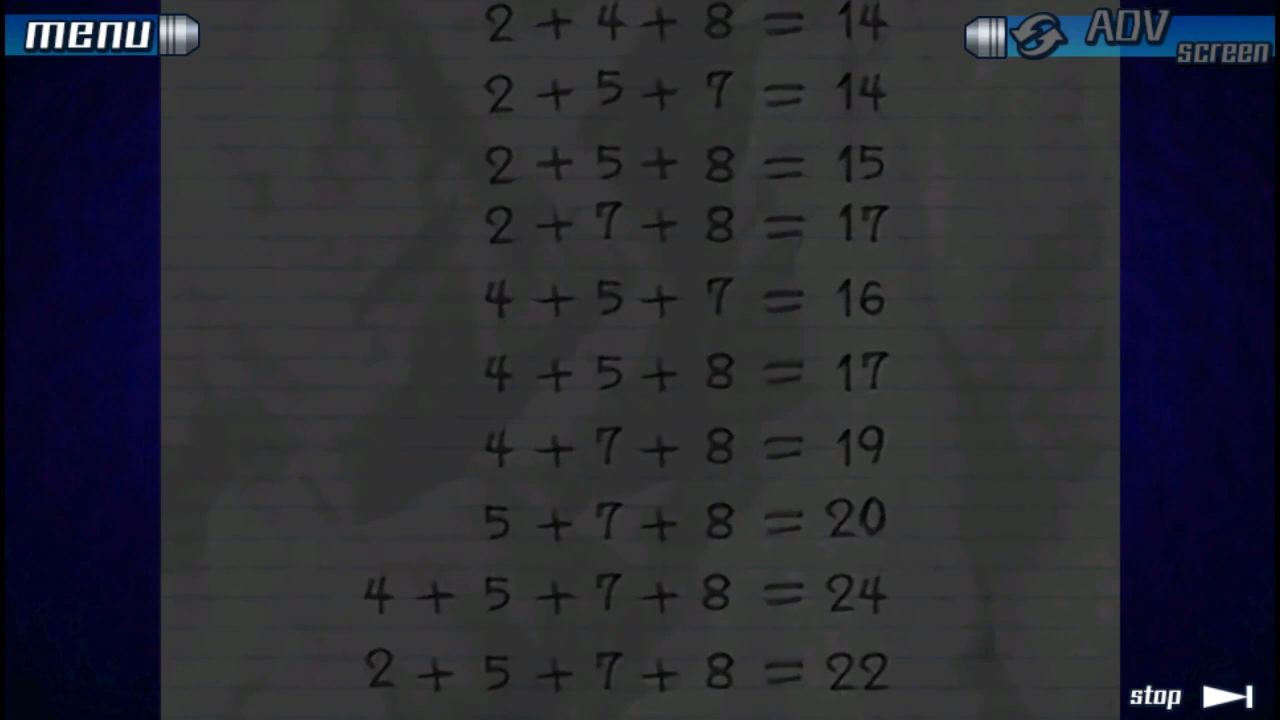 menu
ADV
screen
2 + 4 + 8 = 14
2 + 5 + 7 = 14
2 + 5 + 8 = 15
2 + 7 + 8 = 17
4 + 5 + 7 = 16
4 + 5 + 8 = 17
4 + 7 + 8 = 19
5 + 7 + 8 = 20
4 + 5 + 7 + 8 = 24
2 + 5 + 7 + 8 = 22
stop